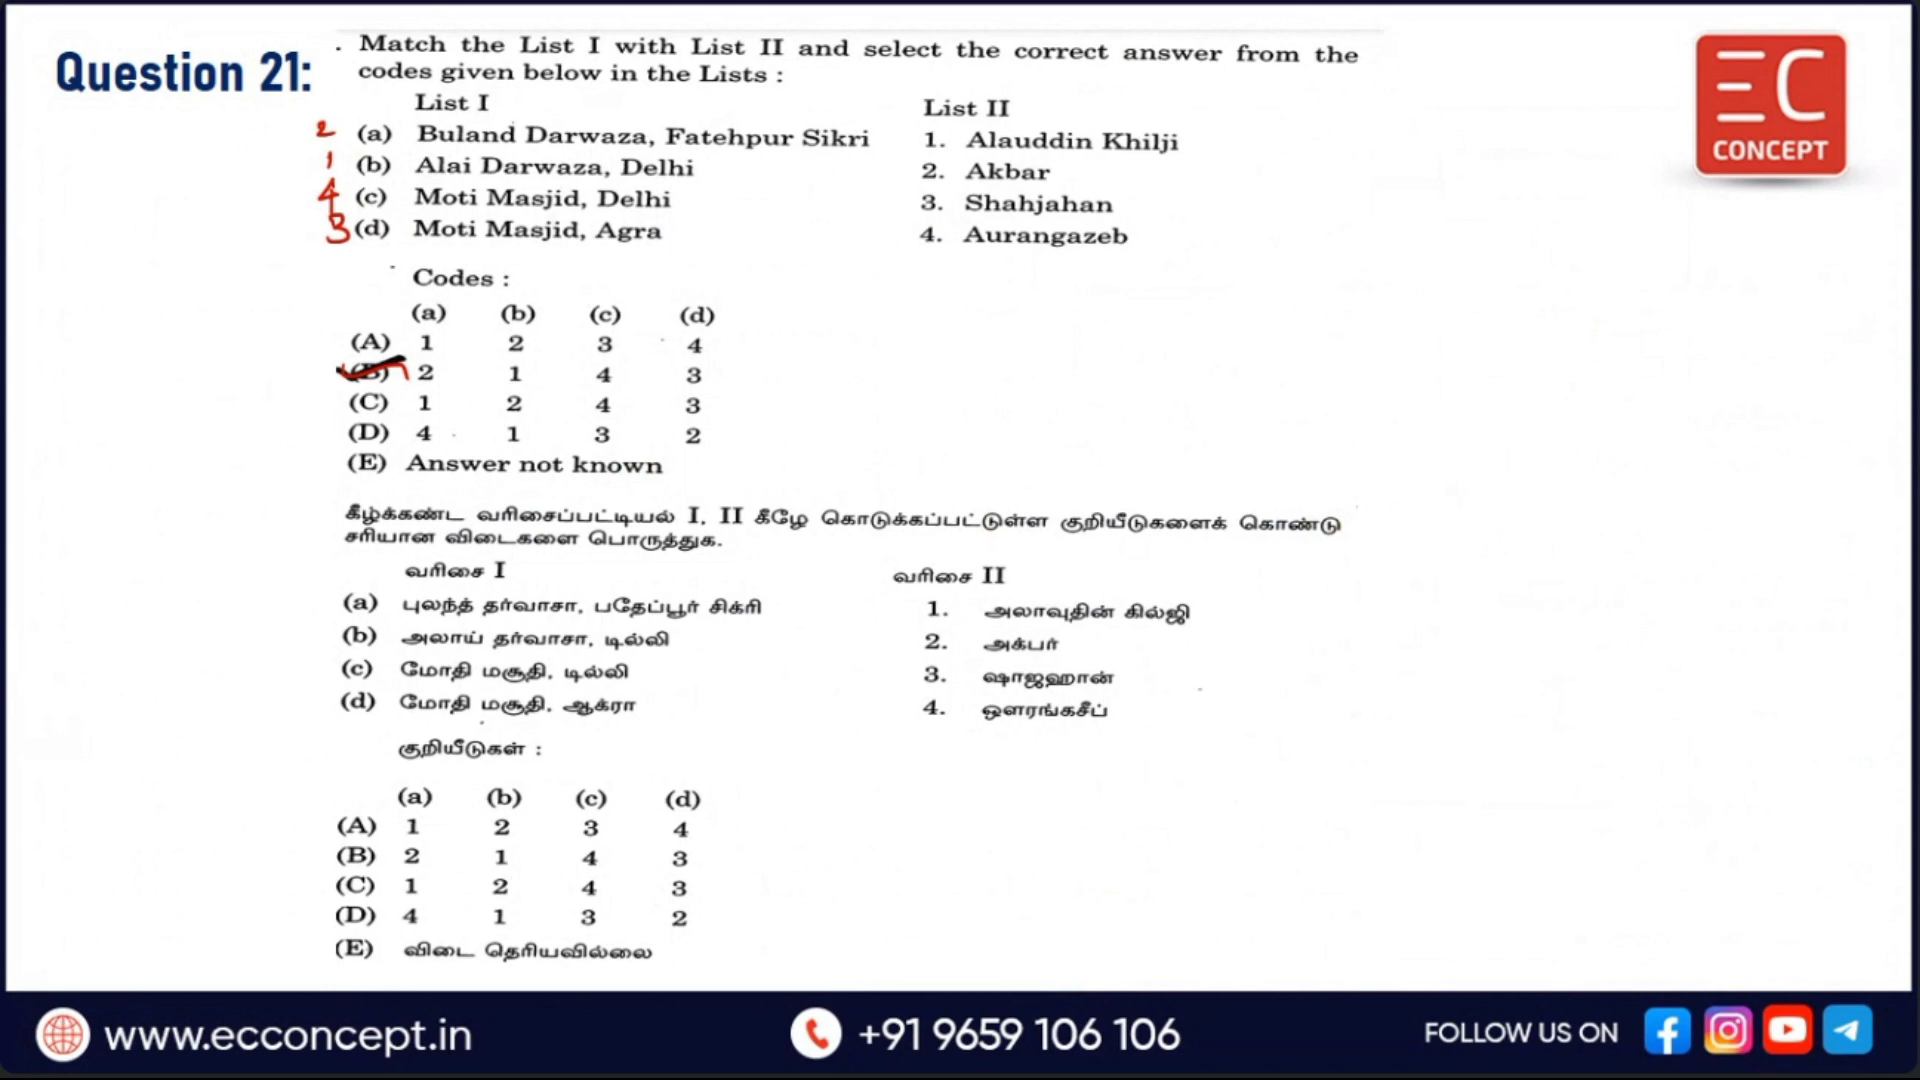 Question 21:
. Match the List I with List II and select the correct answer from the
codes given below in the Lists :
List I List II
2 (a) Buland Darwaza, Fatehpur Sikri 1. Alauddin Khilji
1 (b) Alai Darwaza, Delhi 2. Akbar
4 (c) Moti Masjid, Delhi 3. Shahjahan
3 (d) Moti Masjid, Agra 4. Aurangazeb
Codes :
(a) (b) (c) (d)
(A) 1 2 3 4
(B) 2 1 4 3
(C) 1 2 4 3
(D) 4 1 3 2
(E) Answer not known
கீழ்க்கண்ட வரிசைப்பட்டியல் I, II கீழே கொடுக்கப்பட்டுள்ள குறியீடுகளைக் கொண்டு
சரியான விடைகளை பொருத்துக.
வரிசை I வரிசை II
(a) புலந்த் தர்வாசா, பதேப்பூர் சிக்ரி 1. அலாவுதின் கில்ஜி
(b) அலாய் தர்வாசா, டில்லி 2. அக்பர்
(c) மோதி மசூதி, டில்லி 3. ஷாஜஹான்
(d) மோதி மசூதி, ஆக்ரா 4. ஔரங்கசீப்
குறியீடுகள் :
(a) (b) (c) (d)
(A) 1 2 3 4
(B) 2 1 4 3
(C) 1 2 4 3
(D) 4 1 3 2
(E) விடை தெரியவில்லை
EC
CONCEPT
www.ecconcept.in +91 9659 106 106 FOLLOW US ON